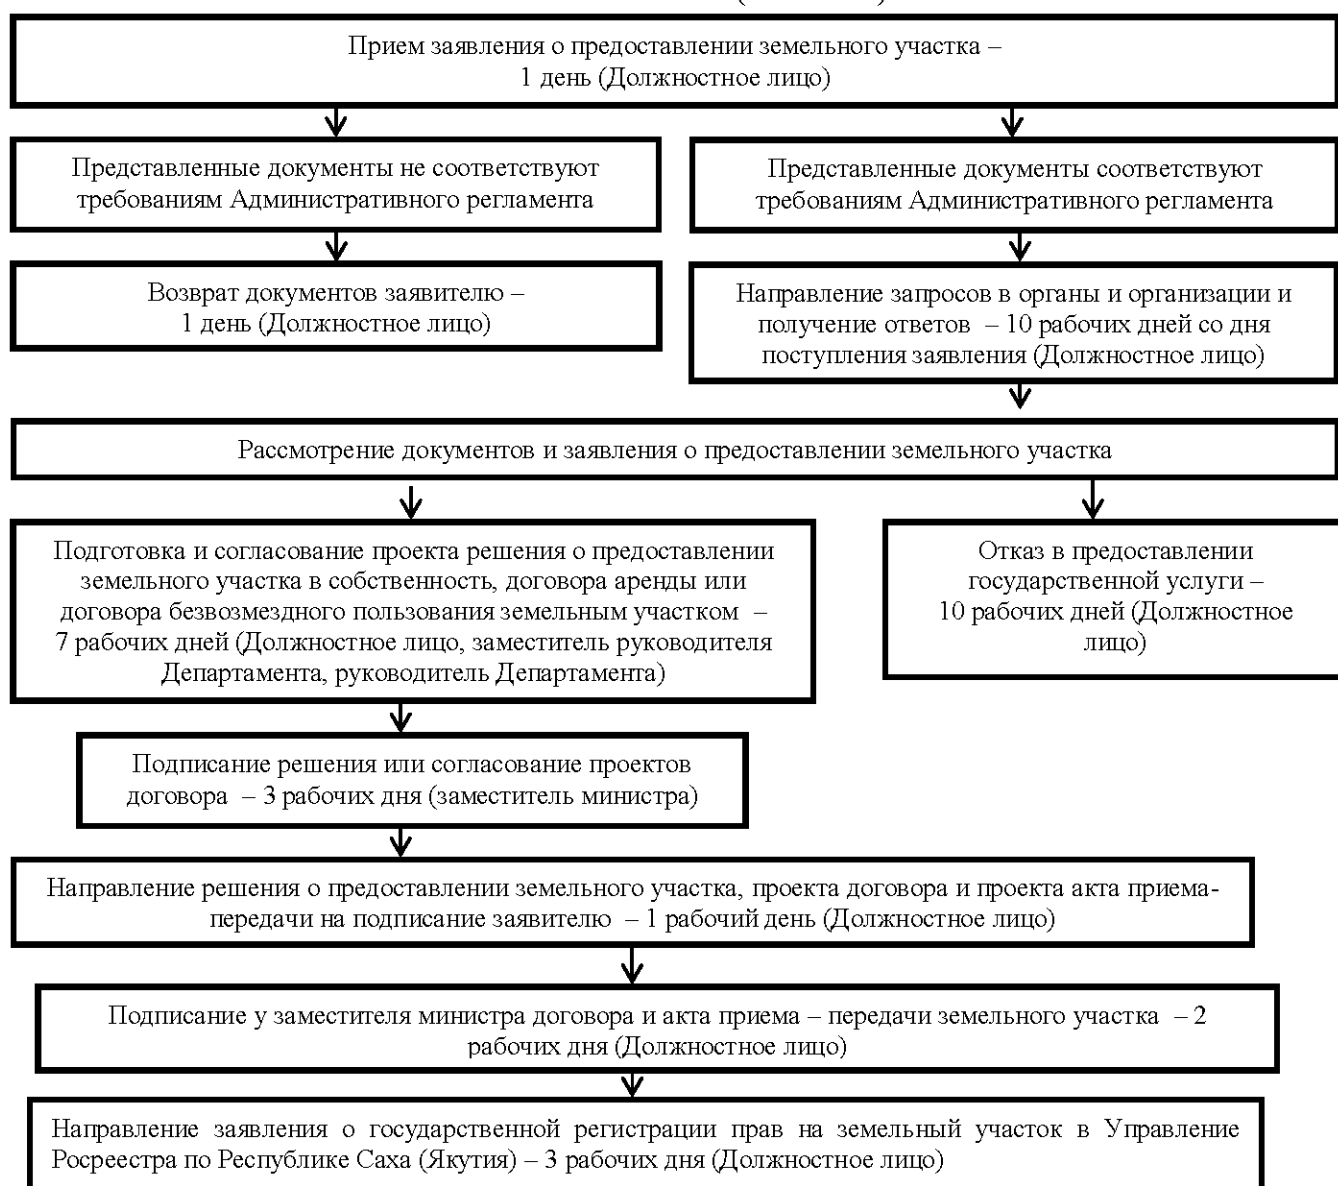 Прием заявления о предоставлении земельного участка –
1 день (Должностное лицо)
Представленные документы не соответствуют
требованиям Административного регламента
Представленные документы соответствуют
требованиям Административного регламента
Возврат документов заявителю –
1 день (Должностное лицо)
Направление запросов в органы и организации и
получение ответов – 10 рабочих дней со дня
поступления заявления (Должностное лицо)
Рассмотрение документов и заявления о предоставлении земельного участка
Подготовка и согласование проекта решения о предоставлении
земельного участка в собственность, договора аренды или
договора безвозмездного пользования земельным участком –
7 рабочих дней (Должностное лицо, заместитель руководителя
Департамента, руководитель Департамента)
Отказ в предоставлении
государственной услуги –
10 рабочих дней (Должностное
лицо)
Подписание решения или согласование проектов
договора – 3 рабочих дня (заместитель министра)
Направление решения о предоставлении земельного участка, проекта договора и проекта акта приема-
передачи на подписание заявителю – 1 рабочий день (Должностное лицо)
Подписание у заместителя министра договора и акта приема – передачи земельного участка – 2
рабочих дня (Должностное лицо)
Направление заявления о государственной регистрации прав на земельный участок в Управление
Росреестра по Республике Саха (Якутия) – 3 рабочих дня (Должностное лицо)